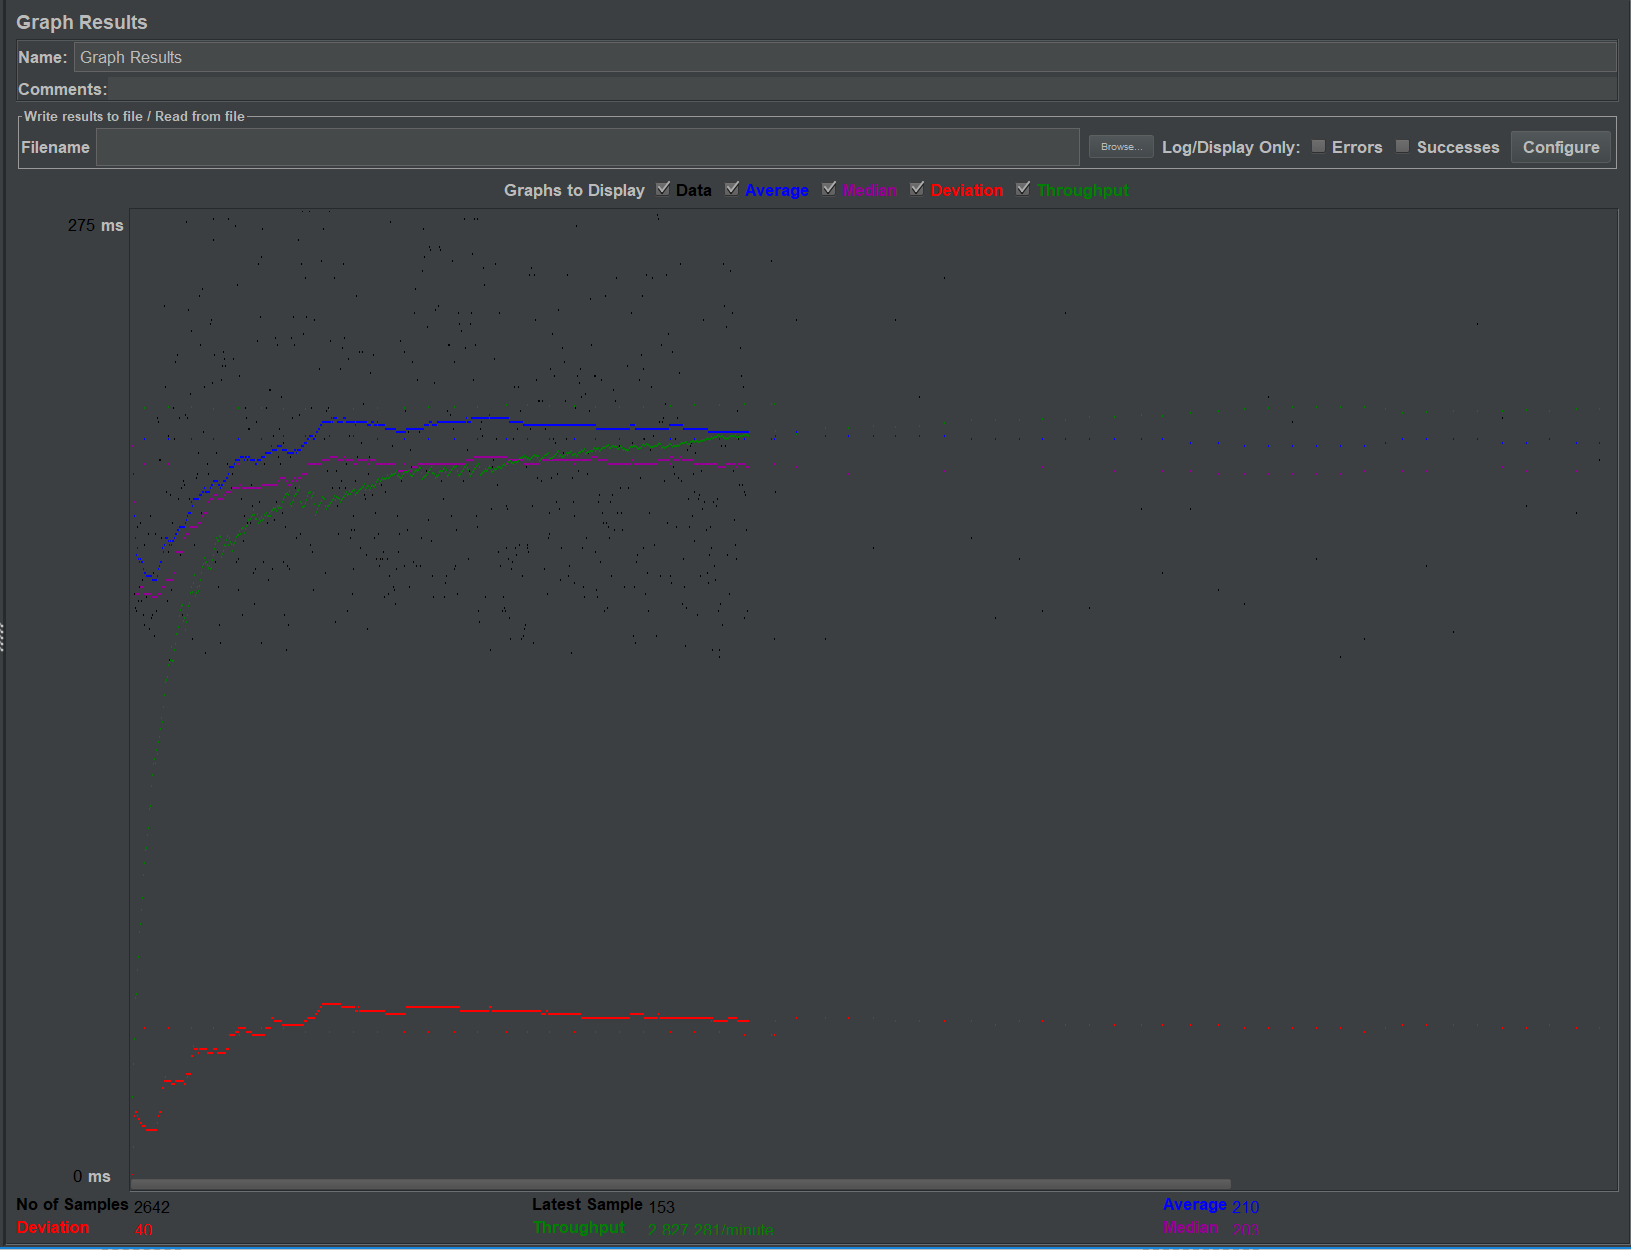 Graph Results
Name: Graph Results
Comments:
Write results to file / Read from file
Filename Browse... Log/Display Only: Errors Successes Configure
Graphs to Display Data Average Median Deviation Throughput
275 ms
0 ms
No of Samples 2642 Latest Sample 153 Average 210
Deviation 40 Throughput 2,827.281/minute Median 203